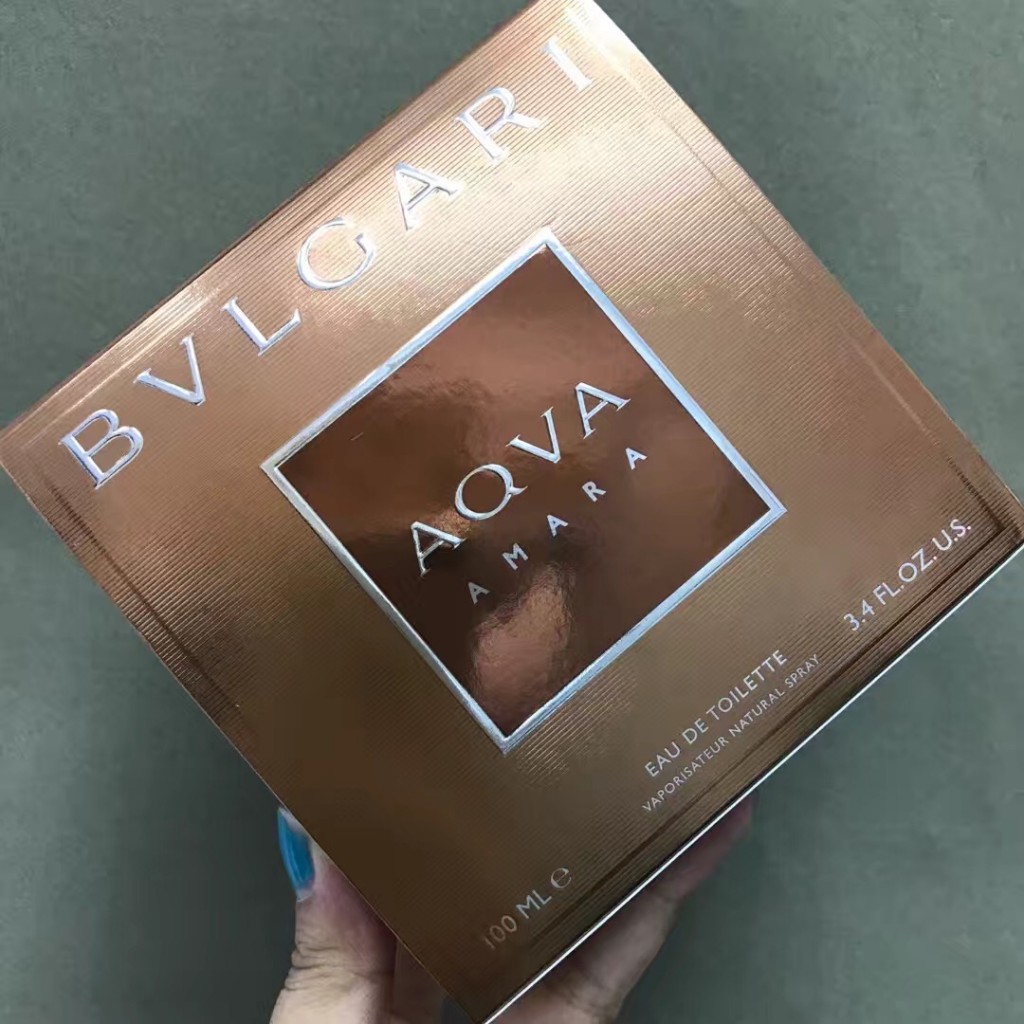 BVLGARI
AQVA
AMARA
EAU DE TOILETTE
VAPORISATEUR NATURAL SPRAY
100 ML ℮
3.4 FL.OZ.U.S.